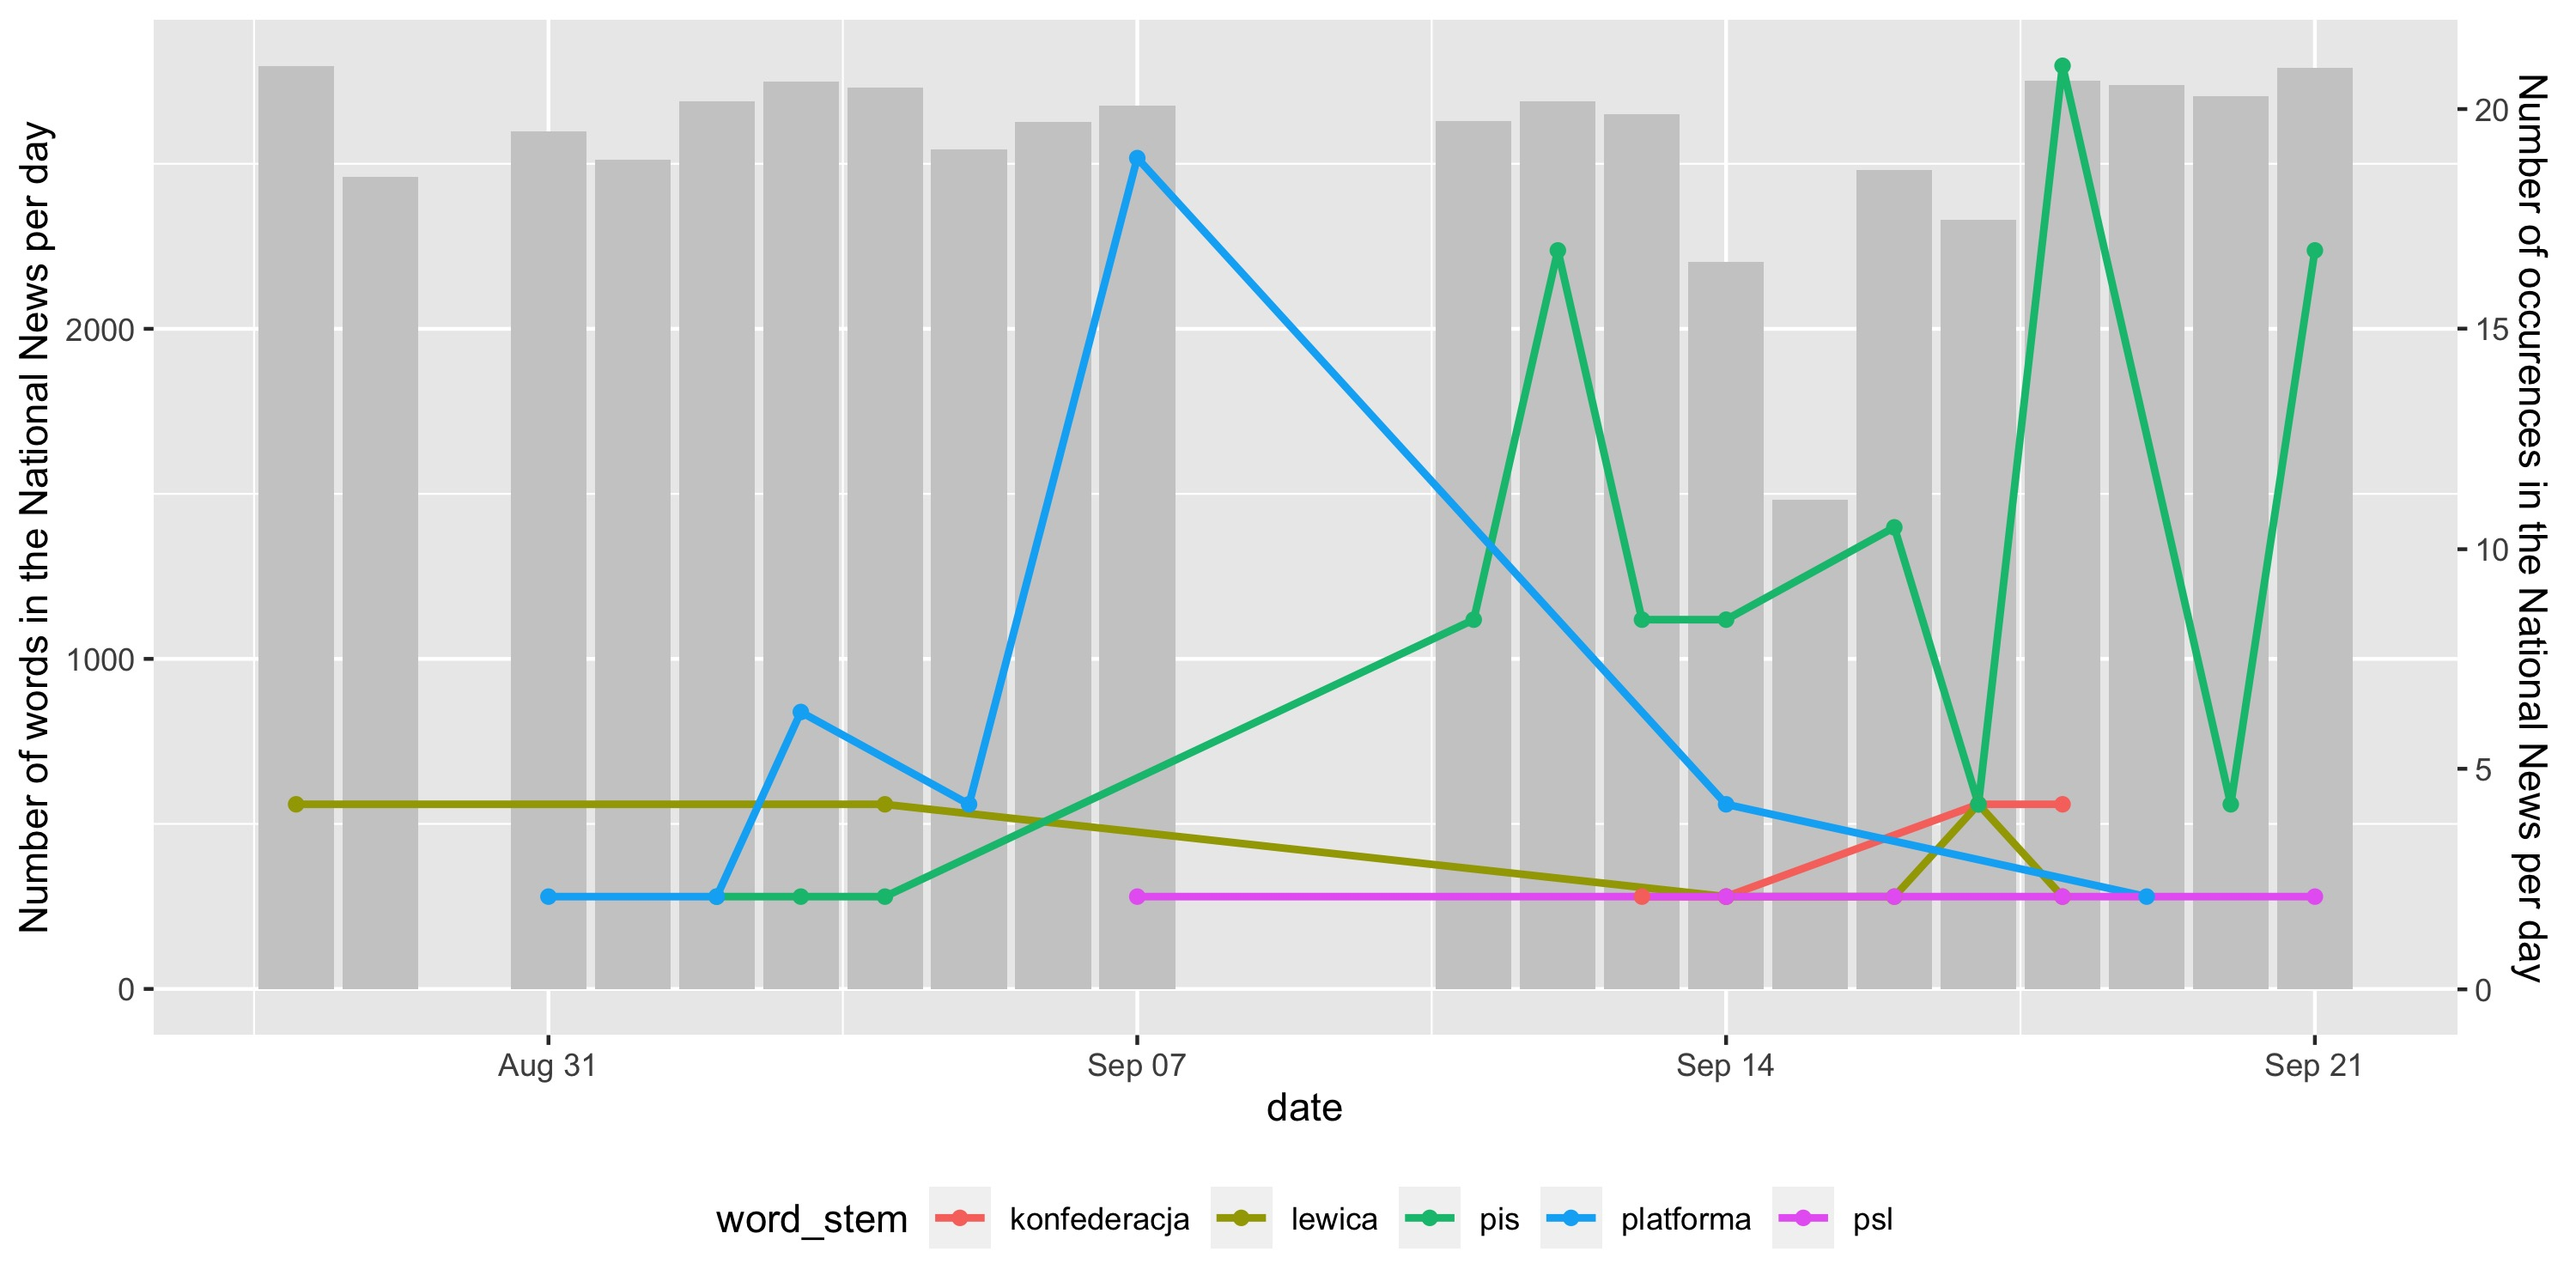 Number of words in the National News per day
2000
1000
0
20
15
10
5
0
Number of occurences in the National News per day
Aug 31
Sep 07
Sep 14
Sep 21
date
word_stem konfederacja lewica pis platforma psl